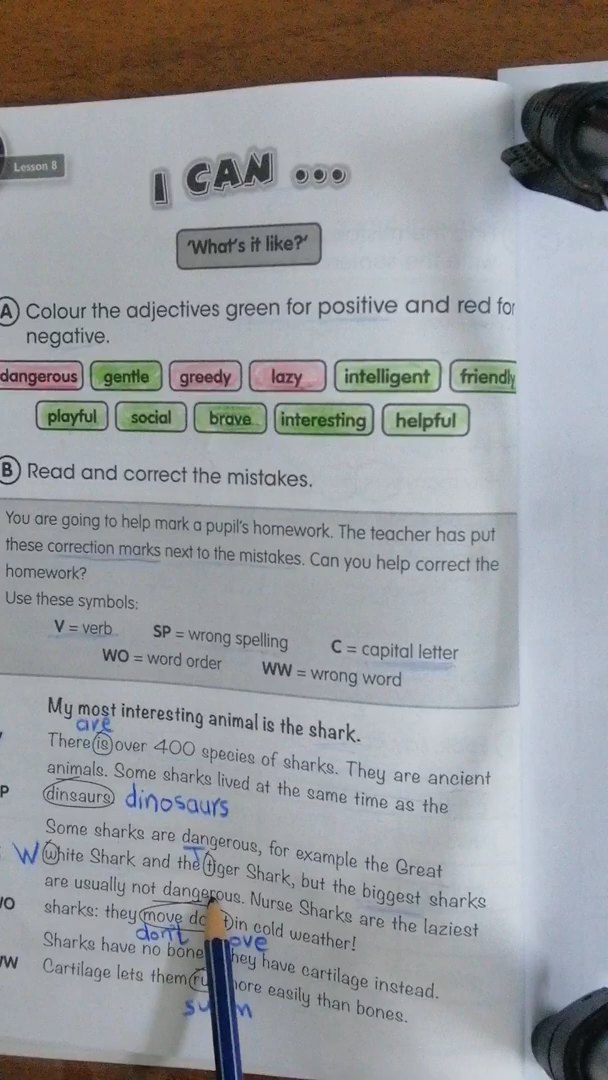 Lesson 8
I CAN ...
'What's it like?'
A Colour the adjectives green for positive and red for
negative.
dangerous gentle greedy lazy intelligent friendly
playful social brave interesting helpful
B Read and correct the mistakes.
You are going to help mark a pupil's homework. The teacher has put
these correction marks next to the mistakes. Can you help correct the
homework?
Use these symbols:
V = verb SP = wrong spelling C = capital letter
WO = word order WW = wrong word
My most interesting animal is the shark.
are
There is over 400 species of sharks. They are ancient
animals. Some sharks lived at the same time as the
P dinsaurs dinosaurs
Some sharks are dangerous, for example the Great
T
W white Shark and the tiger Shark, but the biggest sharks
are usually not dangerous. Nurse Sharks are the laziest
/O sharks: they move in cold weather!
don't
Sharks have no they have cartilage instead.
/W Cartilage lets them easily than bones.